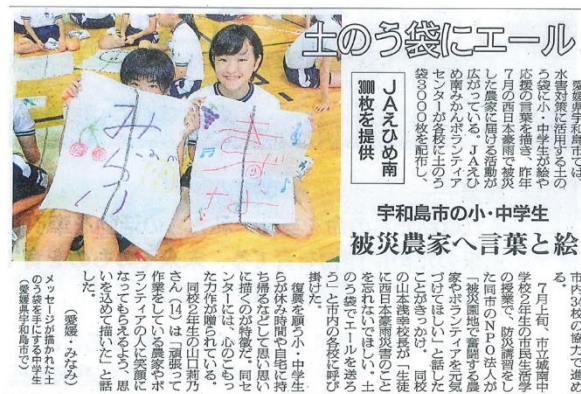 土のう袋にエール
JAえひめ南
3000枚を提供
宇和島市の小・中学生
被災農家へ言葉と絵
愛媛県宇和島市では、
水害対策に活用する土の
う袋に小・中学生が絵や
応援の言葉を描き、昨年
7月の西日本豪雨で被災
した農家に届ける活動が
広がっている。JAえひ
め南みかんボランティア
センターが各校に土のう
袋3000枚を配布し、
市内39校の協力で進め
る。
7月上旬、市立城南中
学校2年生の市民生活学
の授業で、防災講習をし
た同市のNPO法人が
「被災園地で奮闘する農
家やボランティアを元気
づけてほしい」と話した
ことがきっかけ。同校
の山本浅幸校長が「生徒
に西日本豪雨災害のこと
を忘れないでほしい。土
のう袋でエールを送ろ
う」と市内の各校に呼び
掛けた。
復興を願う小・中学生
らが休み時間や自宅に持
ち帰るなどして思い思い
に描くのが特徴だ。同セ
ンターには、心のこもっ
た力作が贈られている。
同校2年生の山口莉乃
さん(14)は「頑張って
作業をしている農家やボ
ランティアの人に笑顔に
なってもらえるよう、思
いを込めて描いた」と話
した。
(愛媛・みなみ)
メッセージが描かれた土
のう袋を手にする中学生
(愛媛県宇和島市で)
みらい
きずな